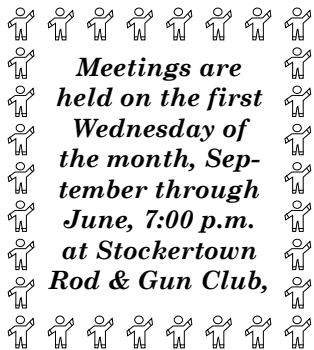 Meetings are
held on the first
Wednesday of
the month, Sep-
tember through
June, 7:00 p.m.
at Stockertown
Rod & Gun Club,